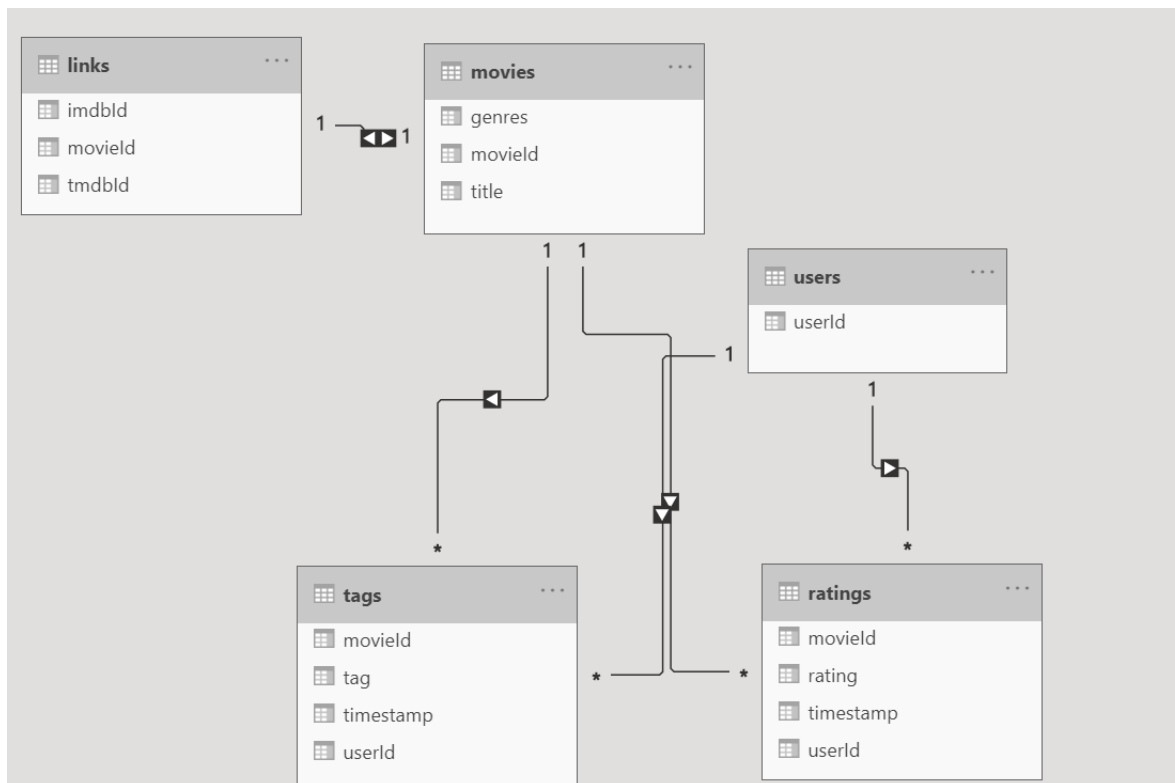 links
...
imdbId
movieId
tmdbId
1
1
movies
...
genres
movieId
title
1
1
users
...
userId
1
1
*
*
*
*
tags
...
movieId
tag
timestamp
userId
ratings
...
movieId
rating
timestamp
userId